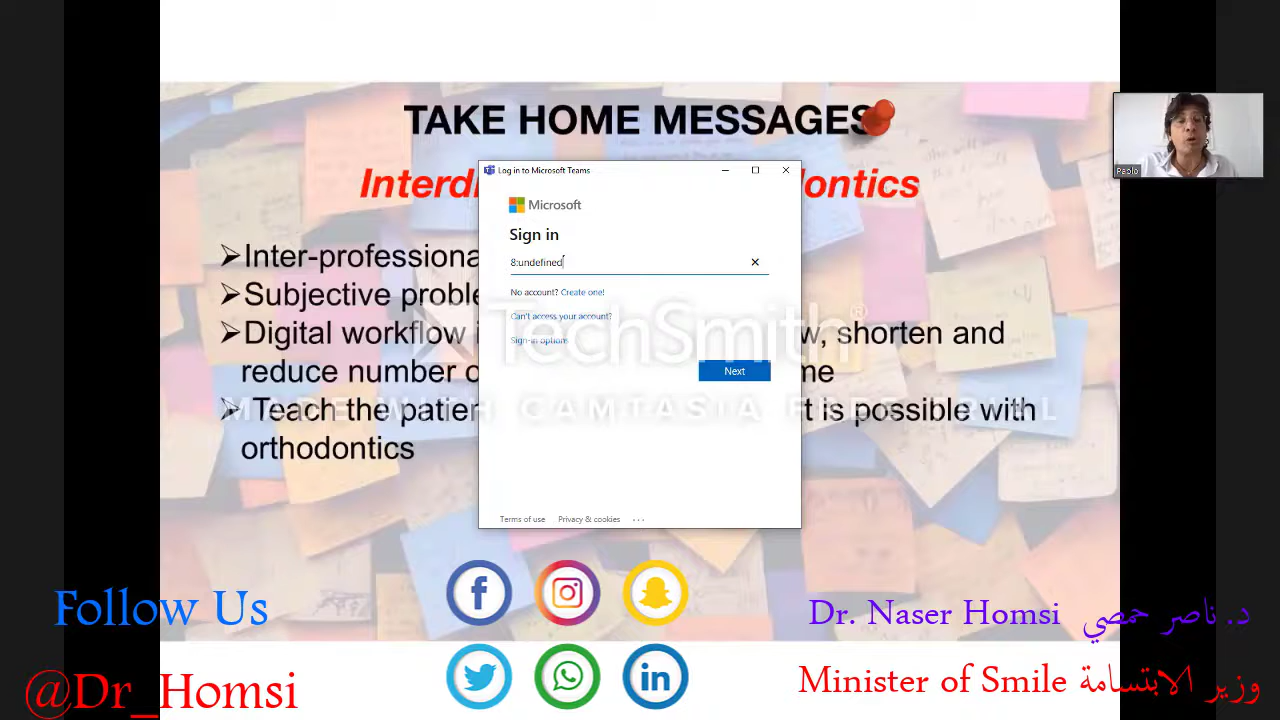 TAKE HOME MESSAGES
Interdi ontics
Log in to Microsoft Teams
Microsoft
Sign in
8:undefined
No account? Create one!
Can't access your account?
Sign-in options
Next
Terms of use Privacy & cookies ...
➢Inter-professiona
➢Subjective proble
➢Digital workflow i w, shorten and
reduce number o me
➢ Teach the patien t is possible with
orthodontics
TechSmith®
MADE WITH CAMTASIA FREE TRIAL
Paolo
Follow Us
@Dr_Homsi
Dr. Naser Homsi د. ناصر حمصي
Minister of Smile وزير الابتسامة